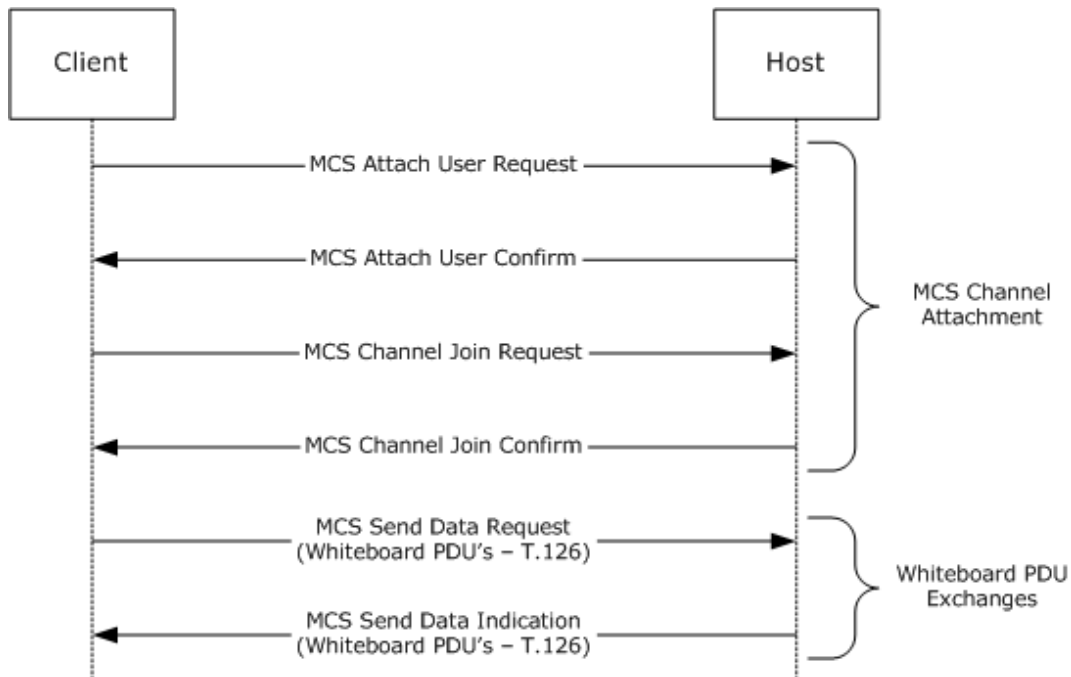 Client
Host
MCS Attach User Request
MCS Attach User Confirm
MCS Channel Join Request
MCS Channel Join Confirm
MCS Channel
Attachment
MCS Send Data Request
(Whiteboard PDU's – T.126)
MCS Send Data Indication
(Whiteboard PDU's – T.126)
Whiteboard PDU
Exchanges